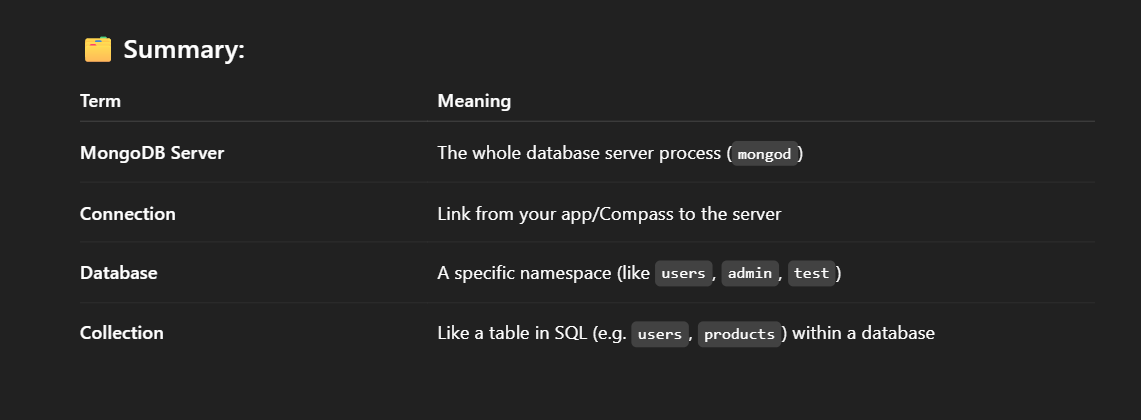 Summary:
Term Meaning
MongoDB Server The whole database server process (mongod)
Connection Link from your app/Compass to the server
Database A specific namespace (like users, admin, test)
Collection Like a table in SQL (e.g. users, products) within a database